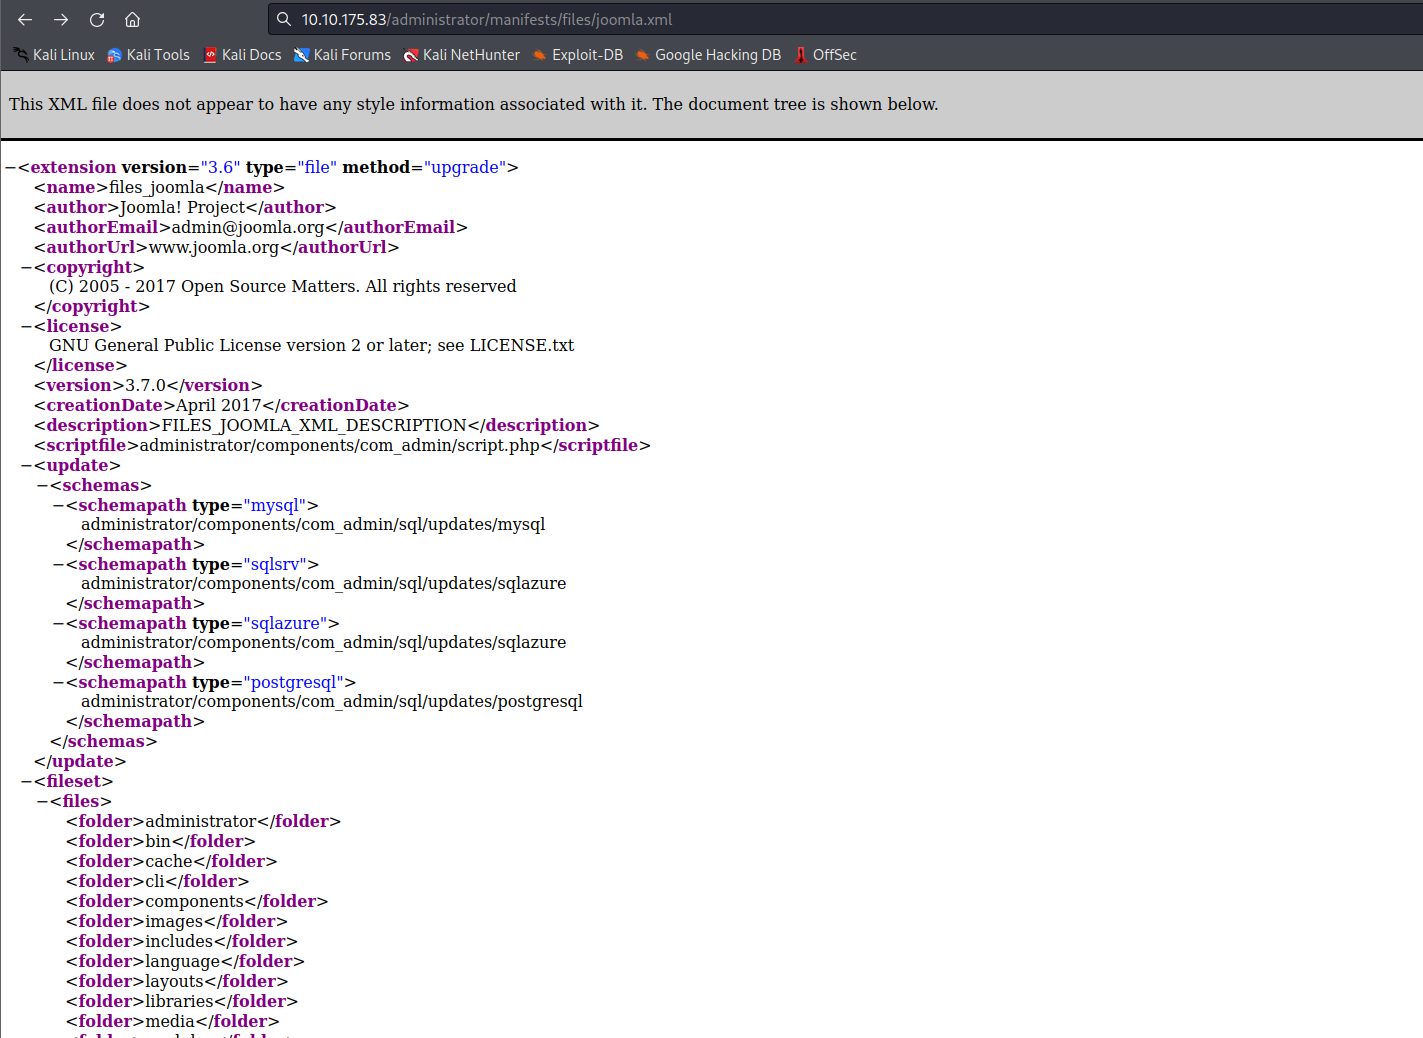 10.10.175.83/administrator/manifests/files/joomla.xml
Kali Linux Kali Tools Kali Docs Kali Forums Kali NetHunter Exploit-DB Google Hacking DB OffSec
This XML file does not appear to have any style information associated with it. The document tree is shown below.
−<extension version="3.6" type="file" method="upgrade">
<name>files_joomla</name>
<author>Joomla! Project</author>
<authorEmail>admin@joomla.org</authorEmail>
<authorUrl>www.joomla.org</authorUrl>
−<copyright>
(C) 2005 - 2017 Open Source Matters. All rights reserved
</copyright>
−<license>
GNU General Public License version 2 or later; see LICENSE.txt
</license>
<version>3.7.0</version>
<creationDate>April 2017</creationDate>
<description>FILES_JOOMLA_XML_DESCRIPTION</description>
<scriptfile>administrator/components/com_admin/script.php</scriptfile>
−<update>
−<schemas>
−<schemapath type="mysql">
administrator/components/com_admin/sql/updates/mysql
</schemapath>
−<schemapath type="sqlsrv">
administrator/components/com_admin/sql/updates/sqlazure
</schemapath>
−<schemapath type="sqlazure">
administrator/components/com_admin/sql/updates/sqlazure
</schemapath>
−<schemapath type="postgresql">
administrator/components/com_admin/sql/updates/postgresql
</schemapath>
</schemas>
</update>
−<fileset>
−<files>
<folder>administrator</folder>
<folder>bin</folder>
<folder>cache</folder>
<folder>cli</folder>
<folder>components</folder>
<folder>images</folder>
<folder>includes</folder>
<folder>language</folder>
<folder>layouts</folder>
<folder>libraries</folder>
<folder>media</folder>